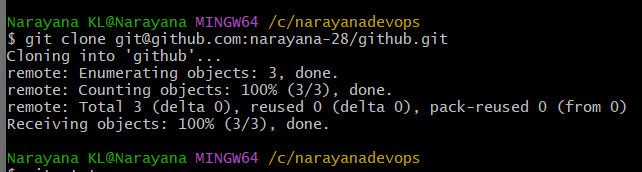 Narayana KL@Narayana MINGW64 /c/narayanadevops
$ git clone git@github.com:narayana-28/github.git
Cloning into 'github'...
remote: Enumerating objects: 3, done.
remote: Counting objects: 100% (3/3), done.
remote: Total 3 (delta 0), reused 0 (delta 0), pack-reused 0 (from 0)
Receiving objects: 100% (3/3), done.
Narayana KL@Narayana MINGW64 /c/narayanadevops